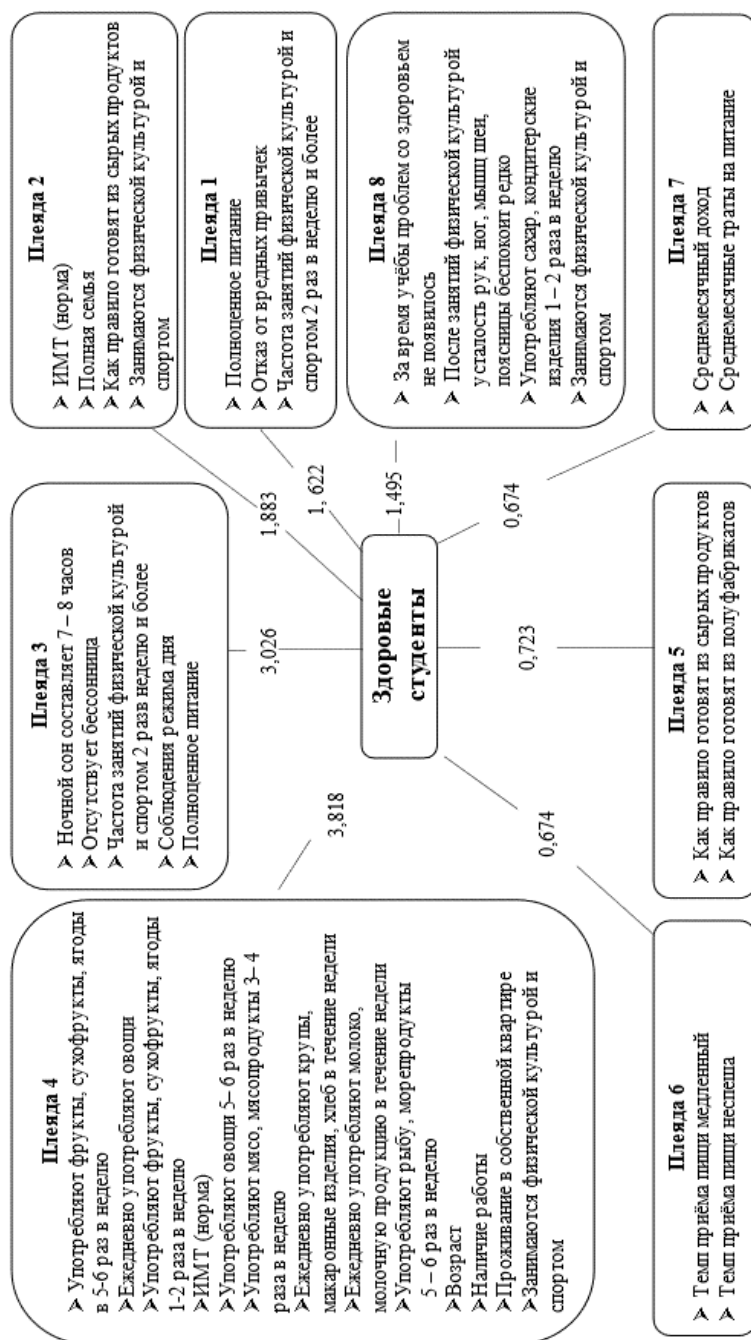 Плеяда 4
➢ Употребляют фрукты, сухофрукты, ягоды
в 5-6 раз в неделю
➢ Ежедневно употребляют овощи
➢ Употребляют фрукты, сухофрукты, ягоды
1-2 раза в неделю
➢ ИМТ (норма)
➢ Употребляют овощи 5–6 раз в неделю
➢ Употребляют мясо, мясопродукты 3–4
раза в неделю
➢ Ежедневно употребляют крупы,
макаронные изделия, хлеб в течение недели
➢ Ежедневно употребляют молоко,
молочную продукцию в течение недели
➢ Употребляют рыбу, морепродукты
5 – 6 раз в неделю
➢ Возраст
➢ Наличие работы
➢ Проживание в собственной квартире
➢ Занимаются физической культурой и
спортом
Плеяда 3
➢ Ночной сон составляет 7 – 8 часов
➢ Отсутствует бессонница
➢ Частота занятий физической культурой
и спортом 2 разв неделю и более
➢ Соблюдения режима дня
➢ Полноценное питание
Плеяда 2
➢ ИМТ (норма)
➢ Полная семья
➢ Как правило готовят из сырых продуктов
➢ Занимаются физической культурой и
спортом
Плеяда 1
➢ Полноценное питание
➢ Отказ от вредных привычек
➢ Частота занятий физической культурой и
спортом 2 раз в неделю и более
Плеяда 8
➢ За время учёбы проблем со здоровьем
не появилось
➢ После занятий физической культурой
усталость рук, ног, мышц шеи,
поясницы беспокоит редко
➢ Употребляют сахар, кондитерские
изделия 1 – 2 раза в неделю
➢ Занимаются физической культурой и
спортом
3,818
3,026
1,883
1, 622
1,495
Здоровые
студенты
0,674
0,723
0,674
Плеяда 6
➢ Темп приёма пищи медленный
➢ Темп приёма пищи неспеша
Плеяда 5
➢ Как правило готовят из сырых продуктов
➢ Как правило готовят из полуфабрикатов
Плеяда 7
➢ Среднемесячный доход
➢ Среднемесячные траты на питание